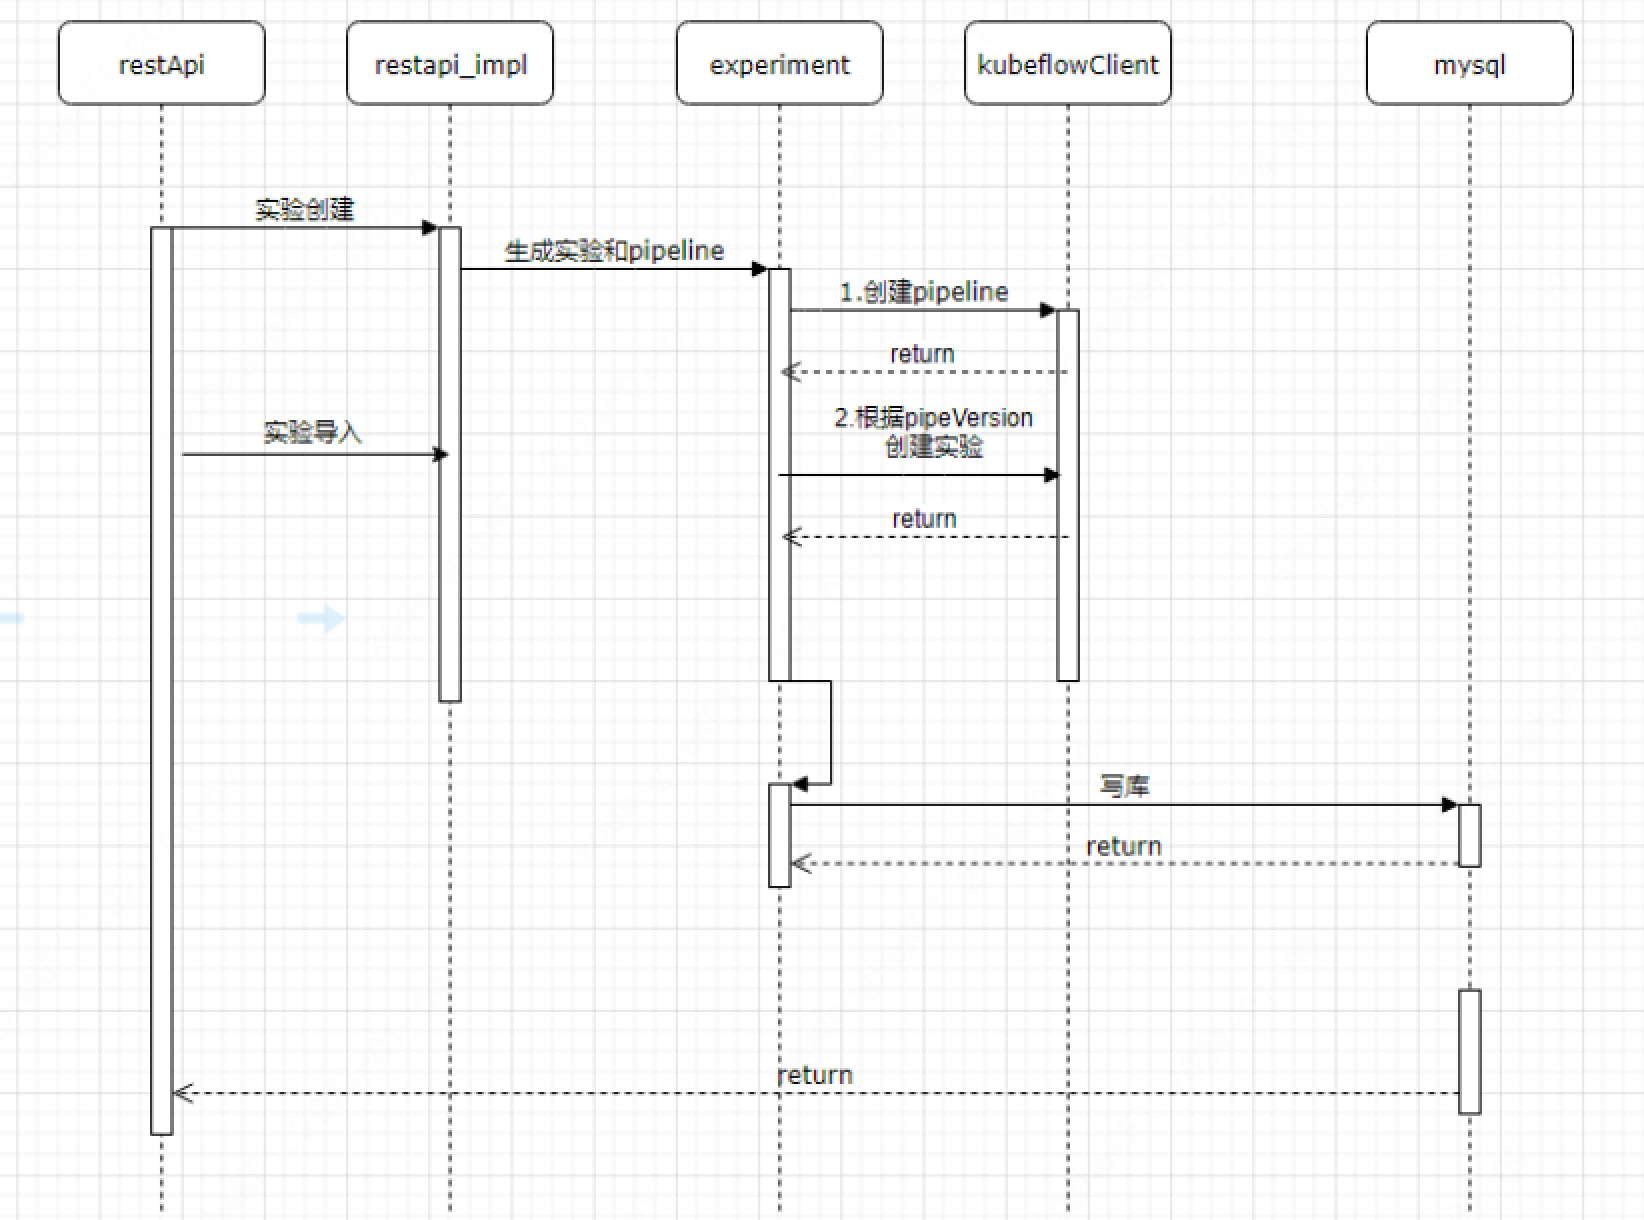 restApi
restapi_impl
experiment
kubeflowClient
mysql
实验创建
生成实验和pipeline
1.创建pipeline
return
2.根据pipeVersion
创建实验
实验导入
return
写库
return
return